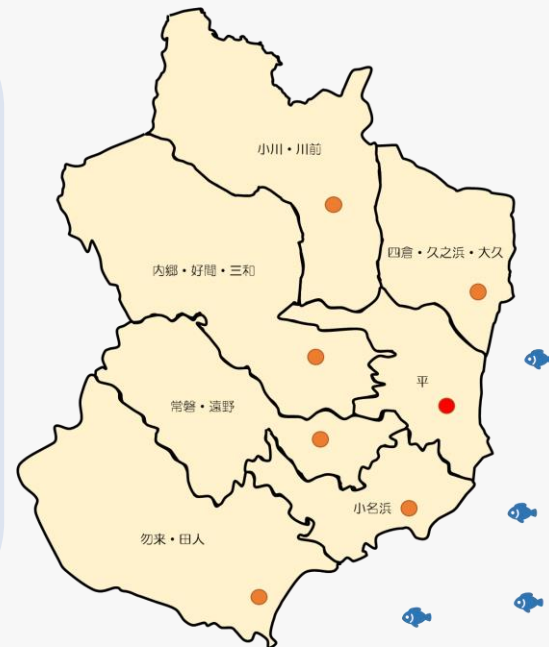 小川・川前
四倉・久之浜・大久
内郷・好間・三和
平
常磐・遠野
小名浜
勿来・田人